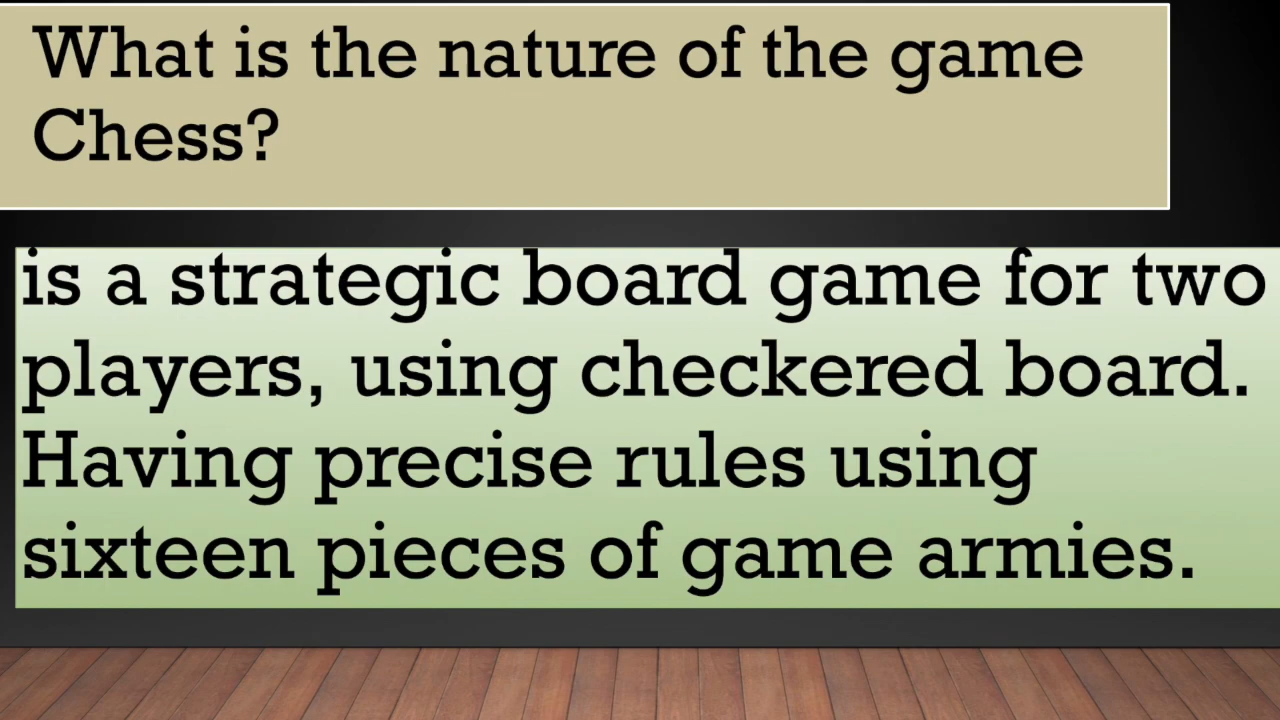 What is the nature of the game
Chess?
is a strategic board game for two
players, using checkered board.
Having precise rules using
sixteen pieces of game armies.